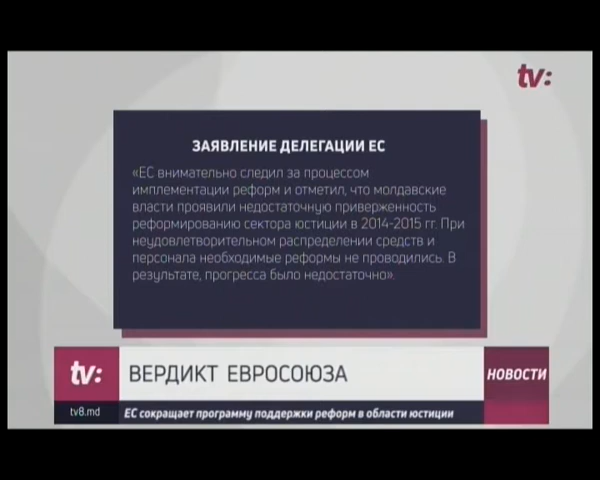 tv:
ЗАЯВЛЕНИЕ ДЕЛЕГАЦИИ ЕС
«ЕС внимательно следил за процессом
имплементации реформ и отметил, что молдавские
власти проявили недостаточную приверженность
реформированию сектора юстиции в 2014-2015 гг. При
неудовлетворительном распределении средств и
персонала необходимые реформы не проводились. В
результате, прогресса было недостаточно».
tv:
ВЕРДИКТ ЕВРОСОЮЗА
НОВОСТИ
tv8.md
ЕС сокращает программу поддержки реформ в области юстиции